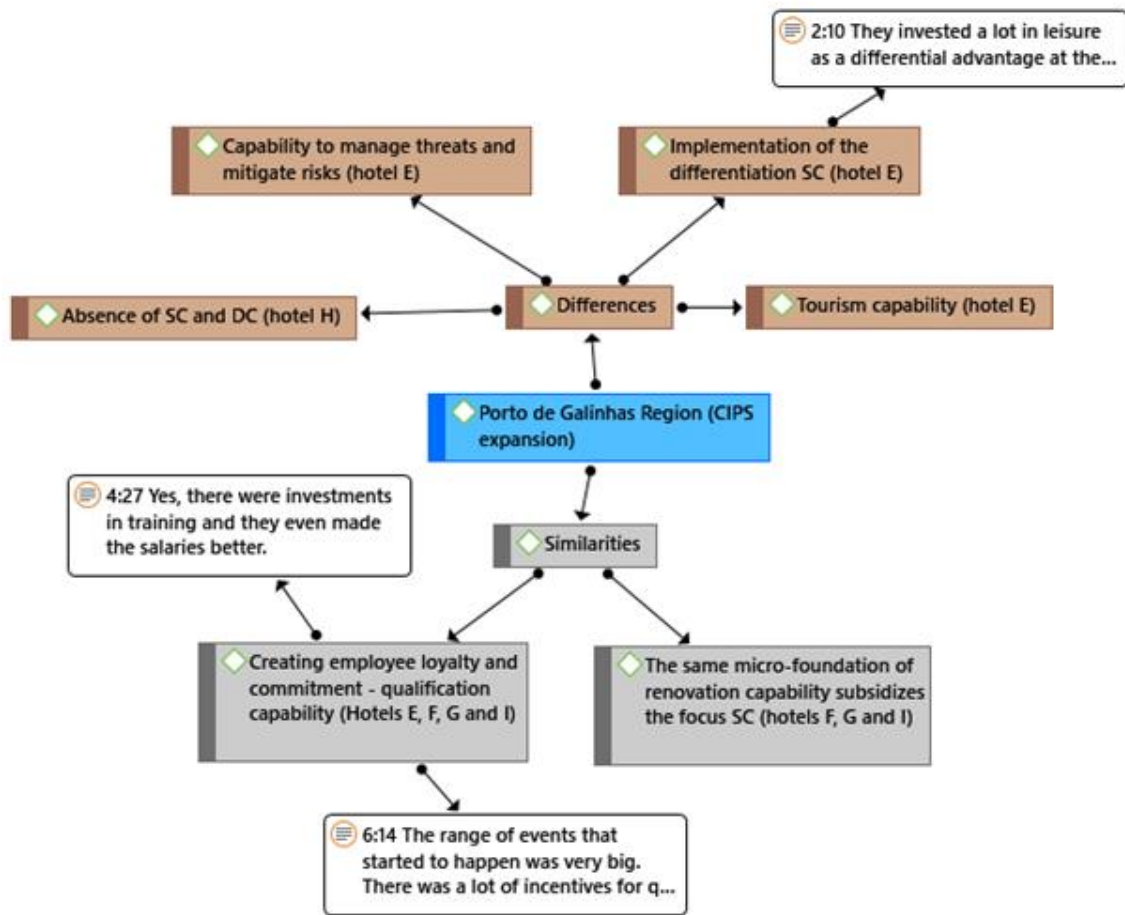 2:10 They invested a lot in leisure
as a differential advantage at the...
Capability to manage threats and
mitigate risks (hotel E)
Implementation of the
differentiation SC (hotel E)
Absence of SC and DC (hotel H)
Differences
Tourism capability (hotel E)
Porto de Galinhas Region (CIPS
expansion)
4:27 Yes, there were investments
in training and they even made
the salaries better.
Similarities
Creating employee loyalty and
commitment - qualification
capability (Hotels E, F, G and I)
The same micro-foundation of
renovation capability subsidizes
the focus SC (hotels F, G and I)
6:14 The range of events that
started to happen was very big.
There was a lot of incentives for q...